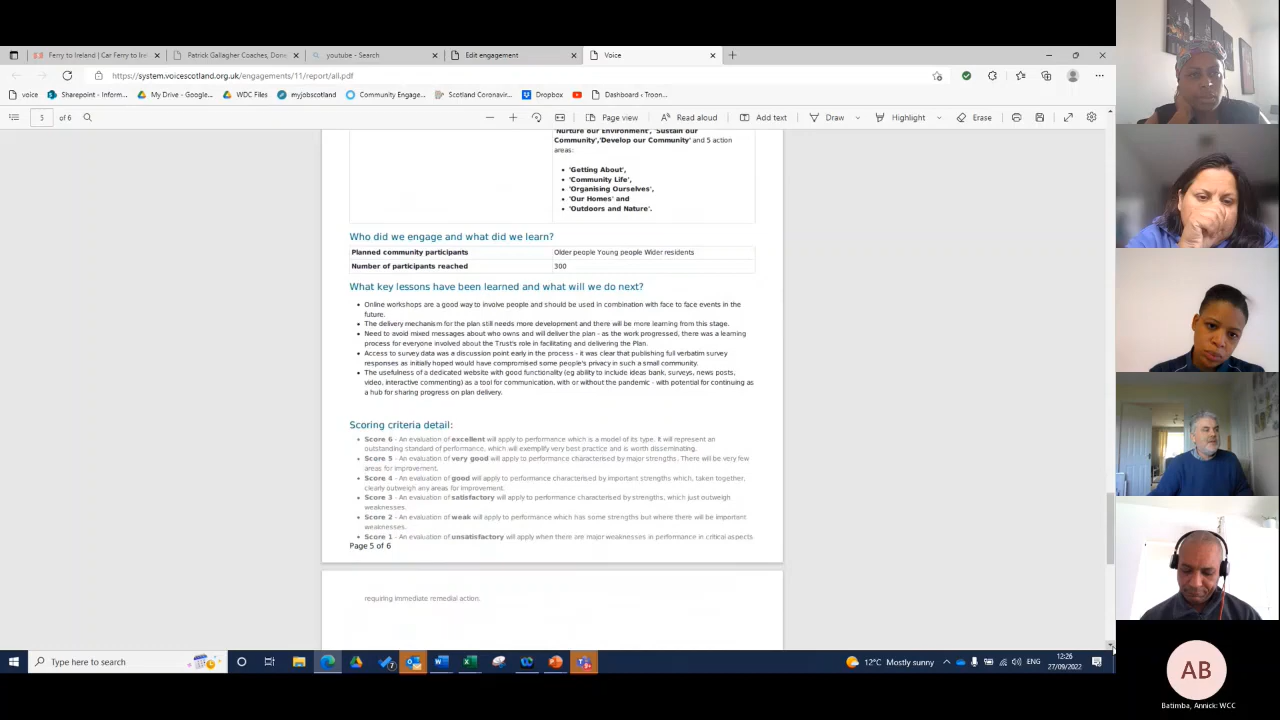 Ferry to Ireland | Car Ferry to Ire
Patrick Gallagher Coaches, Done
youtube - Search
Edit engagement
Voice
https://system.voicescotland.org.uk/engagements/11/report/all.pdf
voice
Sharepoint - Inform...
My Drive - Google...
WDC Files
myjobscotland
Community Engage...
Scotland Coronavir...
Dropbox
Dashboard ‹ Troon...
5 of 6
Page view
Read aloud
Add text
Draw
Highlight
Erase
'Nurture our Environment', 'Sustain our
Community','Develop our Community' and 5 action
areas:
• 'Getting About',
• 'Community Life',
• 'Organising Ourselves',
• 'Our Homes' and
• 'Outdoors and Nature'.
Who did we engage and what did we learn?
Planned community participants Older people Young people Wider residents
Number of participants reached 300
What key lessons have been learned and what will we do next?
• Online workshops are a good way to involve people and should be used in combination with face to face events in the
future.
• The delivery mechanism for the plan still needs more development and there will be more learning from this stage.
• Need to avoid mixed messages about who owns and will deliver the plan - as the work progressed, there was a learning
process for everyone involved about the Trust's role in facilitating and delivering the Plan.
• Access to survey data was a discussion point early in the process - it was clear that publishing full verbatim survey
responses as initially hoped would have compromised some people's privacy in such a small community.
• The usefulness of a dedicated website with good functionality (eg ability to include ideas bank, surveys, news posts,
video, interactive commenting) as a tool for communication, with or without the pandemic - with potential for continuing as
a hub for sharing progress on plan delivery.
Scoring criteria detail:
• Score 6 - An evaluation of excellent will apply to performance which is a model of its type. It will represent an
outstanding standard of performance, which will exemplify very best practice and is worth disseminating.
• Score 5 - An evaluation of very good will apply to performance characterised by major strengths. There will be very few
areas for improvement.
• Score 4 - An evaluation of good will apply to performance characterised by important strengths which, taken together,
clearly outweigh any areas for improvement.
• Score 3 - An evaluation of satisfactory will apply to performance characterised by strengths, which just outweigh
weaknesses.
• Score 2 - An evaluation of weak will apply to performance which has some strengths but where there will be important
weaknesses.
• Score 1 - An evaluation of unsatisfactory will apply when there are major weaknesses in performance in critical aspects
Page 5 of 6
requiring immediate remedial action.
Type here to search
12°C Mostly sunny
ENG
12:26
27/09/2022
AB
Batimba, Annick: WCC